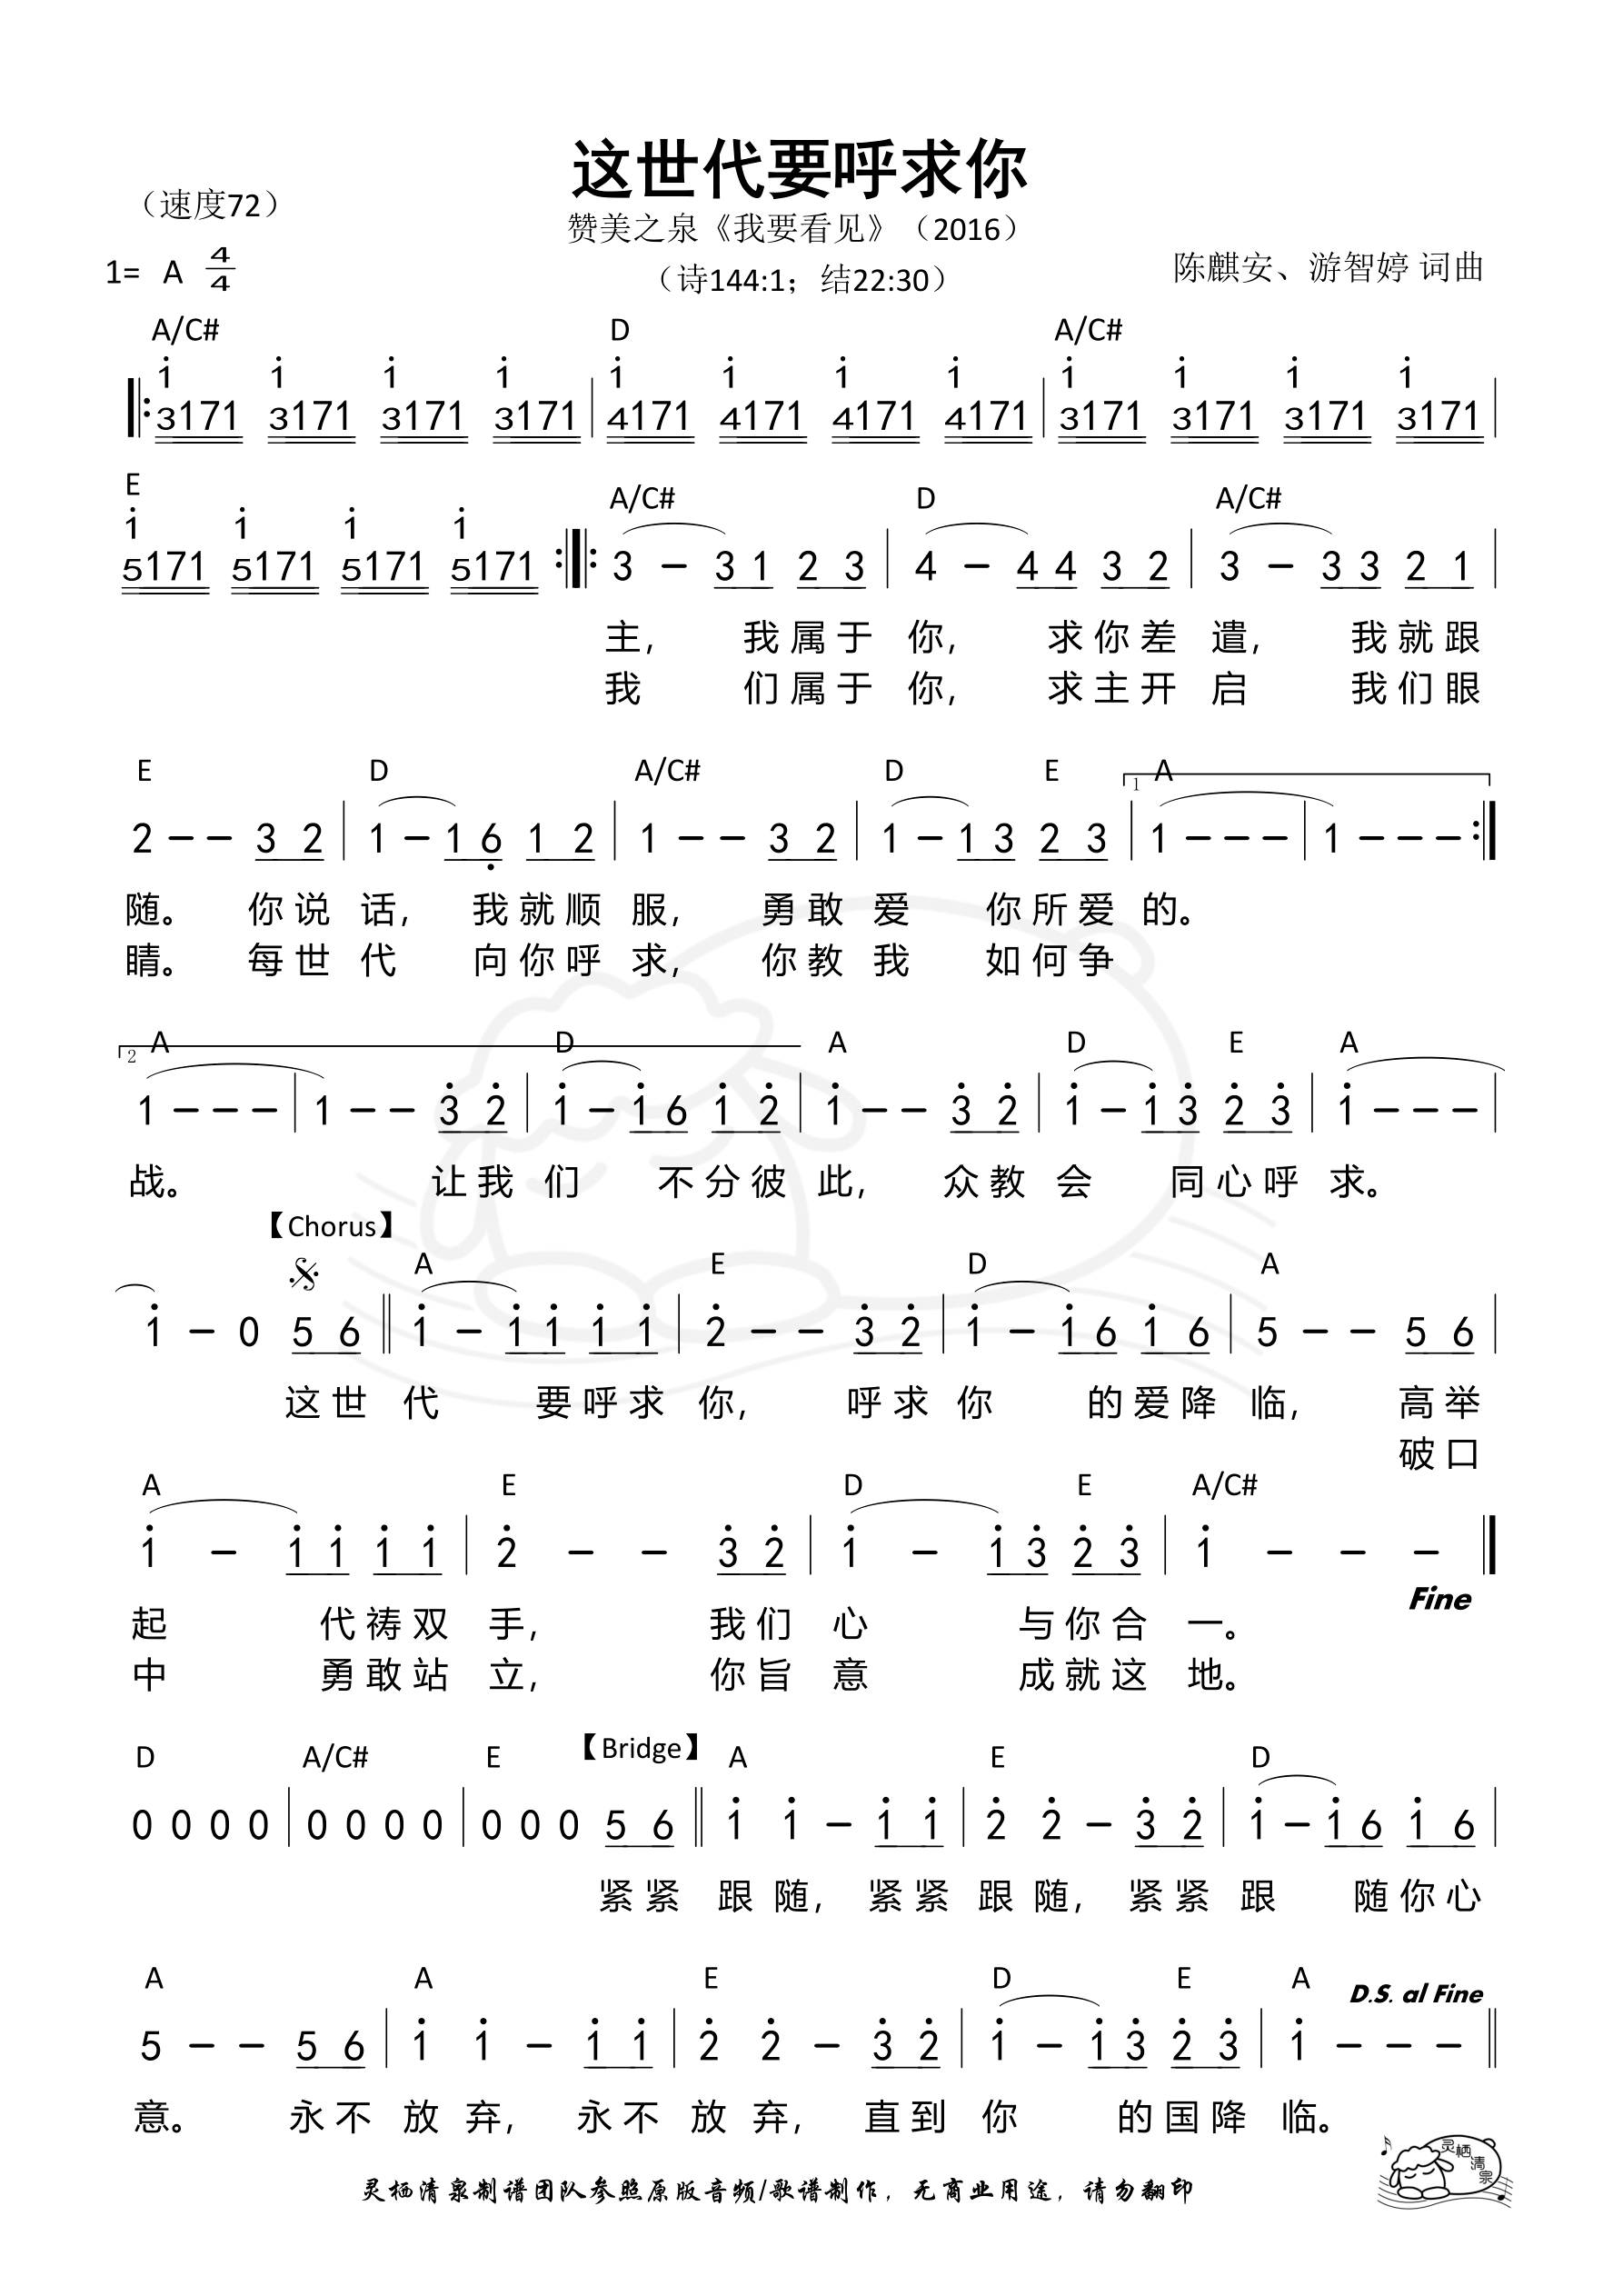 这世代要呼求你
（速度72）
赞美之泉《我要看见》（2016）
1= A 4/4
（诗144:1；结22:30）
陈麒安、游智婷 词曲
A/C# D A/C#
i i i i i i i i i i i i
3171 3171 3171 3171 4171 4171 4171 4171 3171 3171 3171 3171
E A/C# D A/C#
i i i i
5171 5171 5171 5171 3 - 3 1 2 3 4 - 4 4 3 2 3 - 3 3 2 1
主， 我属于 你， 求你差 遣， 我就跟
我 们属于 你， 求主开 启 我们眼
E D A/C# D E 1 A
2 - - 3 2 1 - 1 6̣ 1 2 1 - - 3 2 1 - 1 3 2 3 1 - - - 1 - - -
随。 你说 话， 我就顺 服， 勇敢 爱 你所爱 的。
睛。 每世 代 向你呼 求， 你教 我 如何争
2 A D A D E A
1 - - - 1 - - 3̇ 2̇ 1̇ - 1̇ 6 1̇ 2̇ 1̇ - - 3̇ 2̇ 1̇ - 1̇ 3̇ 2̇ 3̇ 1̇ - - -
战。 让我 们 不分彼 此， 众教 会 同心呼 求。
【Chorus】
A E D A
1̇ - 0 5 6 1̇ - 1̇ 1̇ 1̇ 1̇ 2̇ - - 3̇ 2̇ 1̇ - 1̇ 6 1̇ 6 5 - - 5 6
这世 代 要呼求 你， 呼求 你 的爱降 临， 高举
破口
A E D E A/C#
1̇ - 1̇ 1̇ 1̇ 1̇ 2̇ - - 3̇ 2̇ 1̇ - 1̇ 3̇ 2̇ 3̇ 1̇ - - -
Fine
起 代祷双 手， 我们 心 与你合 一。
中 勇敢站 立， 你旨 意 成就这 地。
D A/C# E 【Bridge】 A E D
0 0 0 0 0 0 0 0 0 0 0 5 6 1̇ 1̇ - 1̇ 1̇ 2̇ 2̇ - 3̇ 2̇ 1̇ - 1̇ 6 1̇ 6
紧紧 跟随， 紧紧 跟随， 紧紧 跟 随你心
A A E D E A D.S. al Fine
5 - - 5 6 1̇ 1̇ - 1̇ 1̇ 2̇ 2̇ - 3̇ 2̇ 1̇ - 1̇ 3̇ 2̇ 3̇ 1̇ - - -
意。 永不 放弃， 永不 放弃， 直到 你 的国降 临。
灵栖清泉
灵栖清泉制谱团队参照原版音频/歌谱制作，无商业用途，请勿翻印